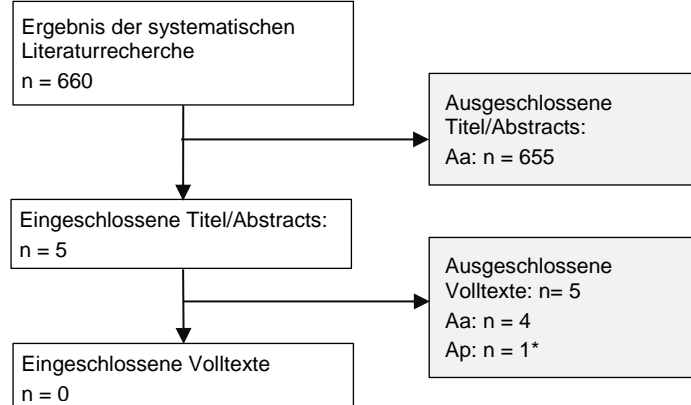 Ergebnis der systematischen
Literaturrecherche
n = 660
Ausgeschlossene
Titel/Abstracts:
Aa: n = 655
Eingeschlossene Titel/Abstracts:
n = 5
Ausgeschlossene
Volltexte: n= 5
Aa: n = 4
Ap: n = 1*
Eingeschlossene Volltexte
n = 0